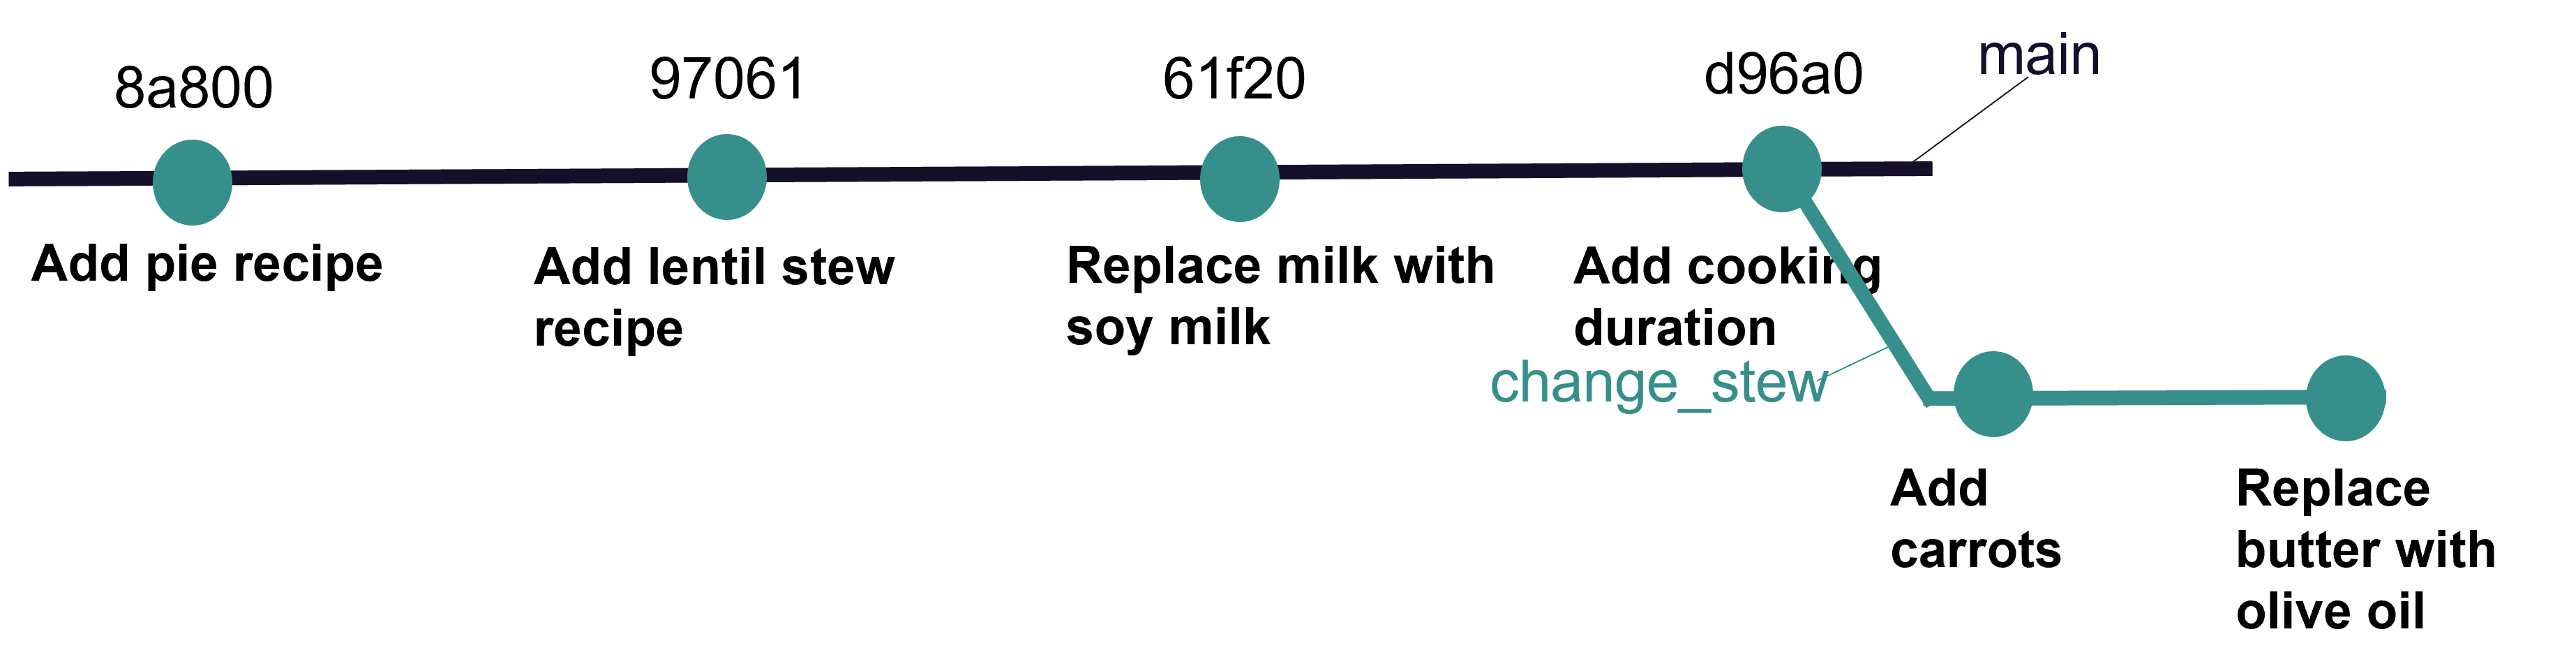 8a800
97061
61f20
d96a0
main
Add pie recipe
Add lentil stew
recipe
Replace milk with
soy milk
Add cooking
duration
change_stew
Add
carrots
Replace
butter with
olive oil